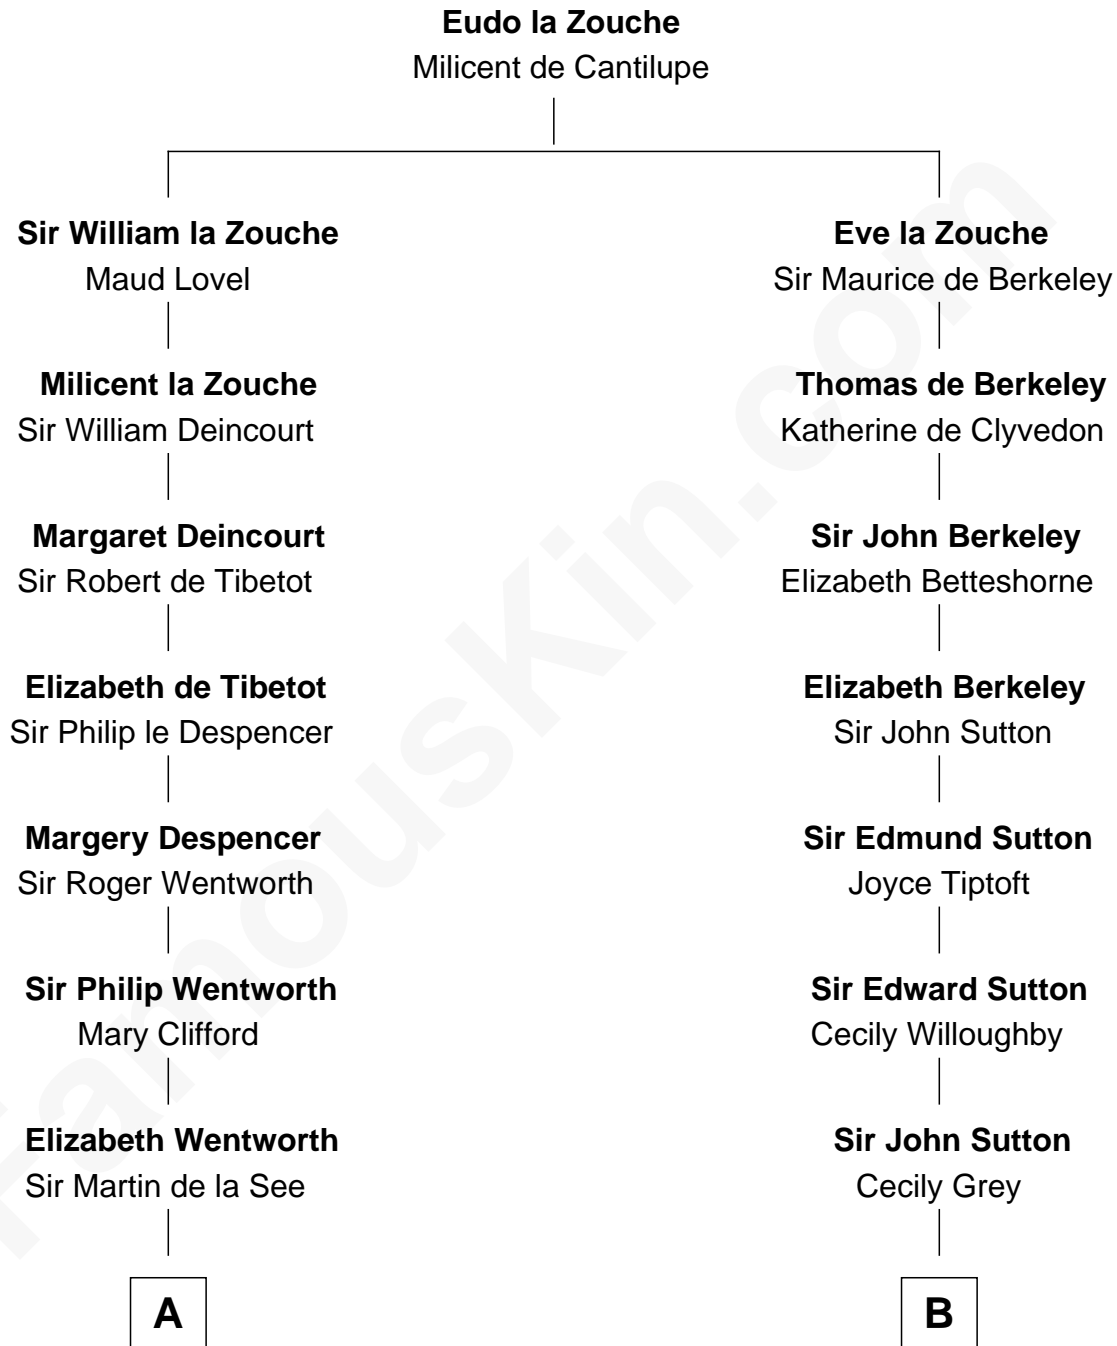 Eudo la Zouche
Milicent de Cantilupe
Sir William la Zouche
Maud Lovel
Eve la Zouche
Sir Maurice de Berkeley
Milicent la Zouche
Sir William Deincourt
Thomas de Berkeley
Katherine de Clyvedon
Margaret Deincourt
Sir Robert de Tibetot
Sir John Berkeley
Elizabeth Betteshorne
Elizabeth de Tibetot
Sir Philip le Despencer
Elizabeth Berkeley
Sir John Sutton
Margery Despencer
Sir Roger Wentworth
Sir Edmund Sutton
Joyce Tiptoft
Sir Philip Wentworth
Mary Clifford
Sir Edward Sutton
Cecily Willoughby
Elizabeth Wentworth
Sir Martin de la See
Sir John Sutton
Cecily Grey
A
B
FamousKin.com